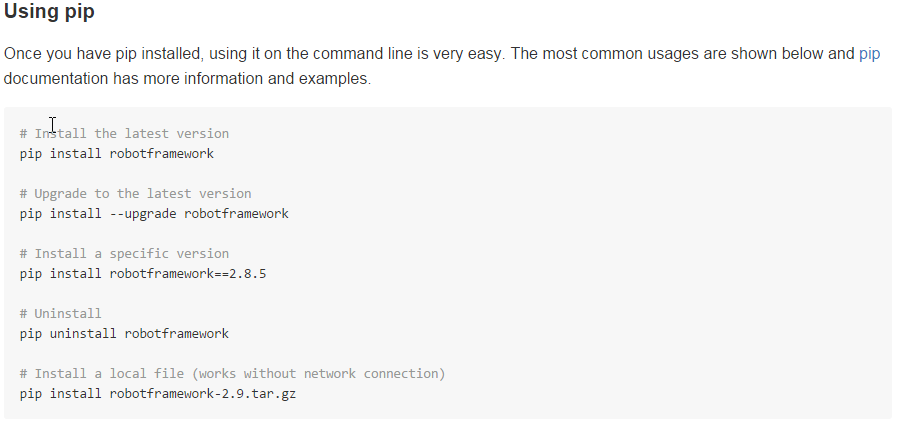 Using pip
Once you have pip installed, using it on the command line is very easy. The most common usages are shown below and pip
documentation has more information and examples.
# Install the latest version
pip install robotframework
# Upgrade to the latest version
pip install --upgrade robotframework
# Install a specific version
pip install robotframework==2.8.5
# Uninstall
pip uninstall robotframework
# Install a local file (works without network connection)
pip install robotframework-2.9.tar.gz